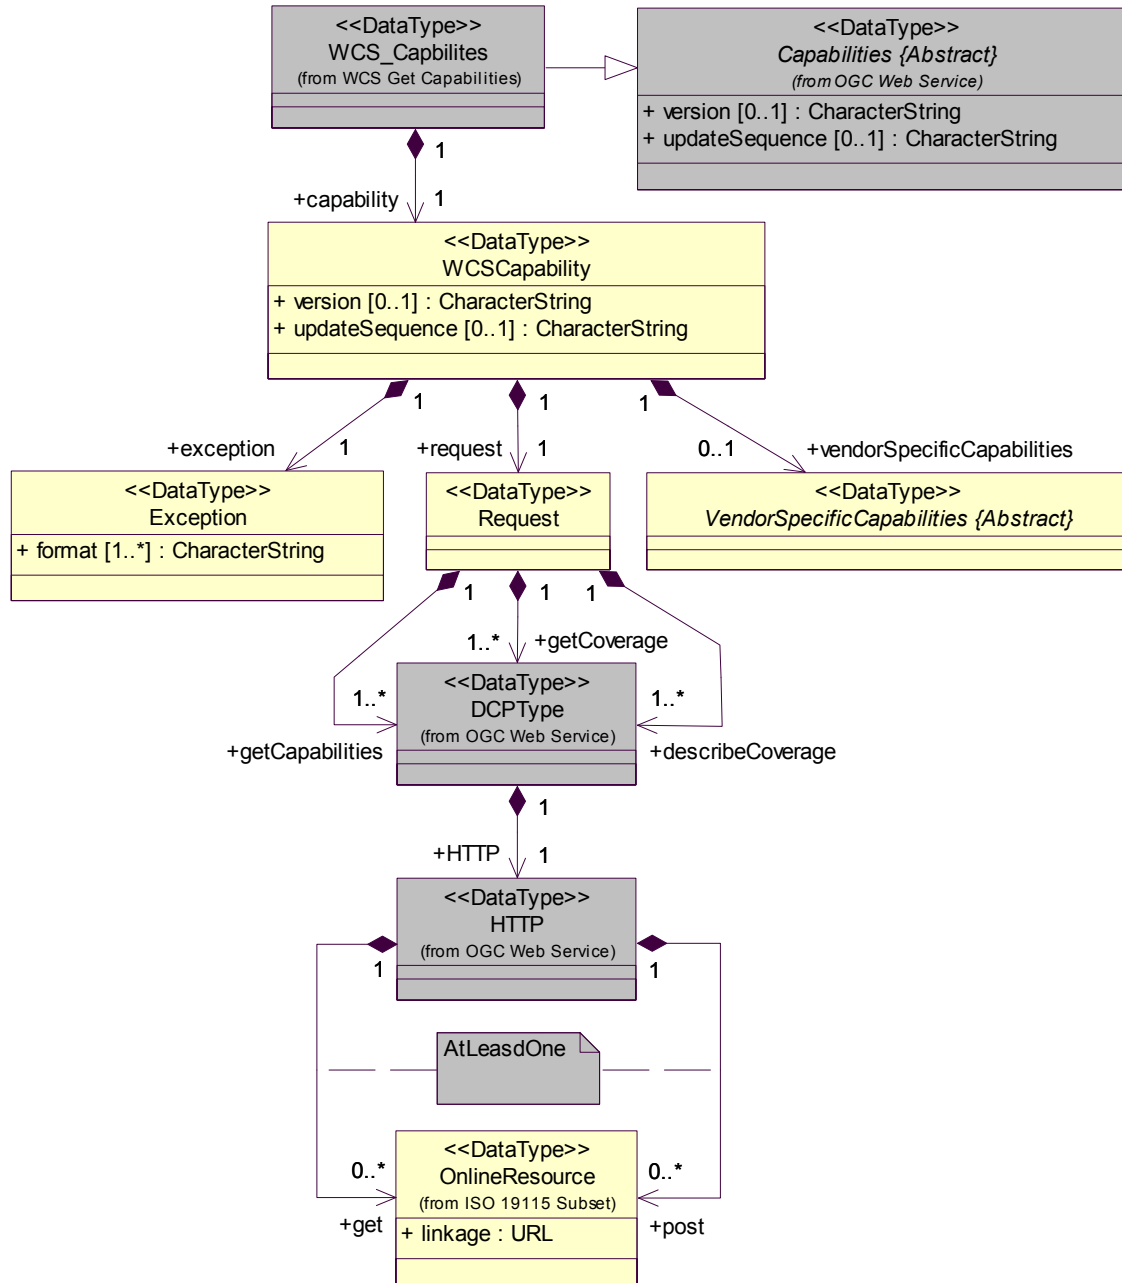 <<DataType>>
WCS_Capbilites
(from WCS Get Capabilities)
<<DataType>>
Capabilities {Abstract}
(from OGC Web Service)
+ version [0..1] : CharacterString
+ updateSequence [0..1] : CharacterString
1
+capability
1
<<DataType>>
WCSCapability
+ version [0..1] : CharacterString
+ updateSequence [0..1] : CharacterString
1
1
1
+exception
1
+request
1
0..1
+vendorSpecificCapabilities
<<DataType>>
Exception
+ format [1..*] : CharacterString
<<DataType>>
Request
<<DataType>>
VendorSpecificCapabilities {Abstract}
1
1
1
1..*
+getCoverage
1..*
+getCapabilities
<<DataType>>
DCPType
(from OGC Web Service)
1..*
+describeCoverage
1
+HTTP
1
<<DataType>>
HTTP
(from OGC Web Service)
1
1
AtLeasdOne
<<DataType>>
OnlineResource
(from ISO 19115 Subset)
+ linkage : URL
0..*
+get
0..*
+post